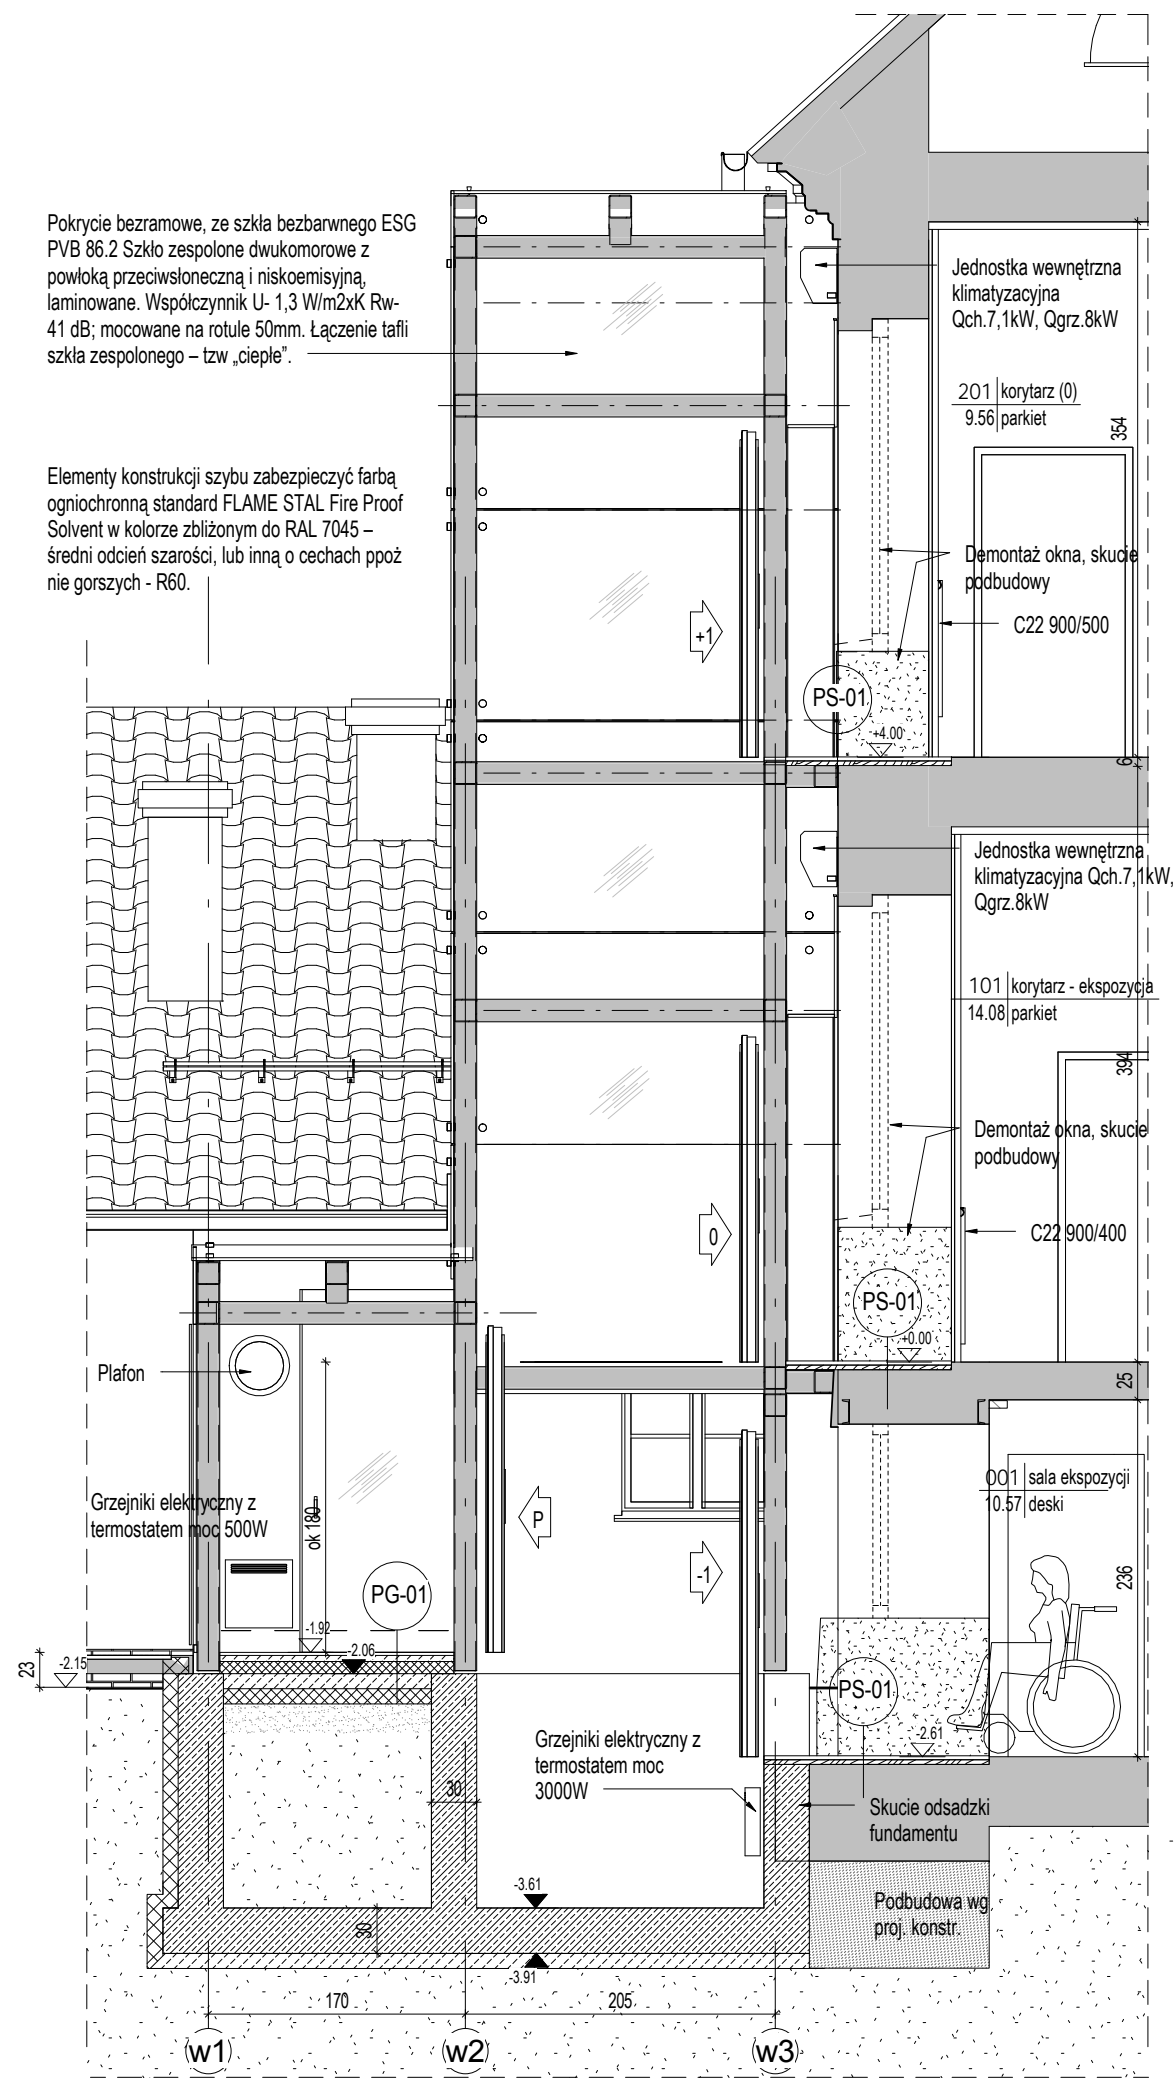 Pokrycie bezramowe, ze szkła bezbarwnego ESG
PVB 86.2 Szkło zespolone dwukomorowe z
powłoką przeciwsłoneczną i niskoemisyjną,
laminowane. Współczynnik U- 1,3 W/m2xK Rw-
41 dB; mocowane na rotule 50mm. Łączenie tafli
szkła zespolonego – tzw „ciepłe”.
Jednostka wewnętrzna
klimatyzacyjna
Qch.7,1kW, Qgrz.8kW
201 korytarz (0)
9.56 parkiet
354
Elementy konstrukcji szybu zabezpieczyć farbą
ogniochronną standard FLAME STAL Fire Proof
Solvent w kolorze zbliżonym do RAL 7045 –
średni odcień szarości, lub inną o cechach ppoż
nie gorszych - R60.
Demontaż okna, skucie
podbudowy
C22 900/500
+1
PS-01
+4.00
6
Jednostka wewnętrzna
klimatyzacyjna Qch.7,1kW,
Qgrz.8kW
101 korytarz - ekspozycja
14.08 parkiet
394
Demontaż okna, skucie
podbudowy
C22 900/400
0
PS-01
+0.00
25
Plafon
001 sala ekspozycji
10.57 deski
Grzejniki elektryczny z
termostatem moc 500W
ok 180
P
-1
236
PG-01
-1.92
-2.06
23
-2.15
PS-01
-2.61
Grzejniki elektryczny z
termostatem moc
3000W
30
Skucie odsadzki
fundamentu
-3.61
Podbudowa wg
proj. konstr.
30
-3.91
170
205
w1
w2
w3